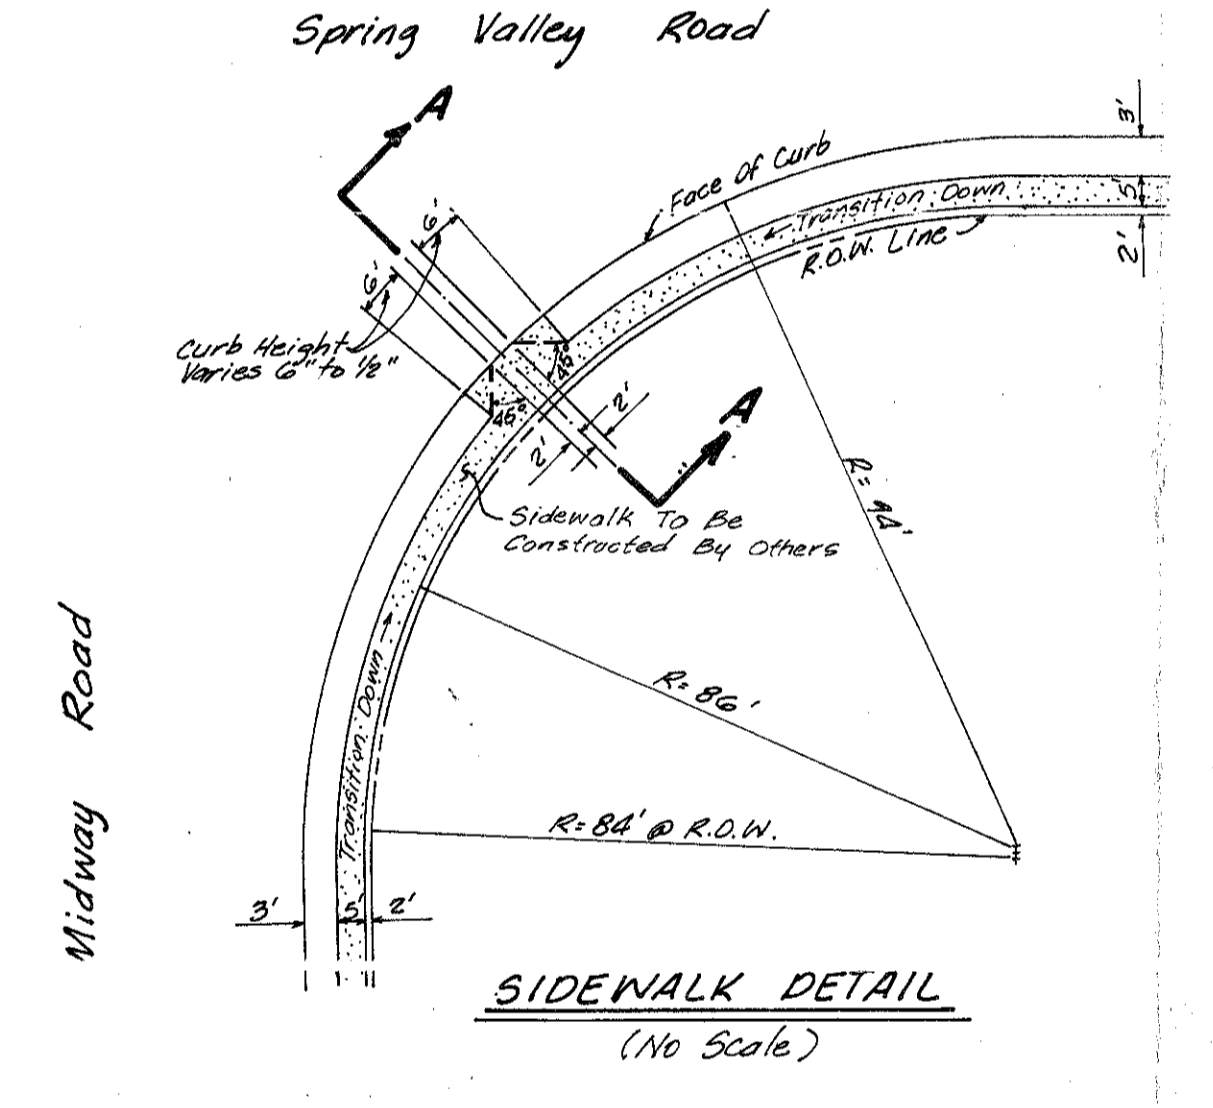 Spring Valley Road
A
3'
Face Of Curb
6'
Transition Down
5'
R.O.W. Line
2'
6'
Curb Height
Varies 6" to 1/2"
45°
45°
2'
2'
A
R=94'
Sidewalk To Be
Constructed By Others
Midway Road
R=86'
Transition Down
R=84' @ R.O.W.
3'
5'
2'
SIDEWALK DETAIL
(No Scale)